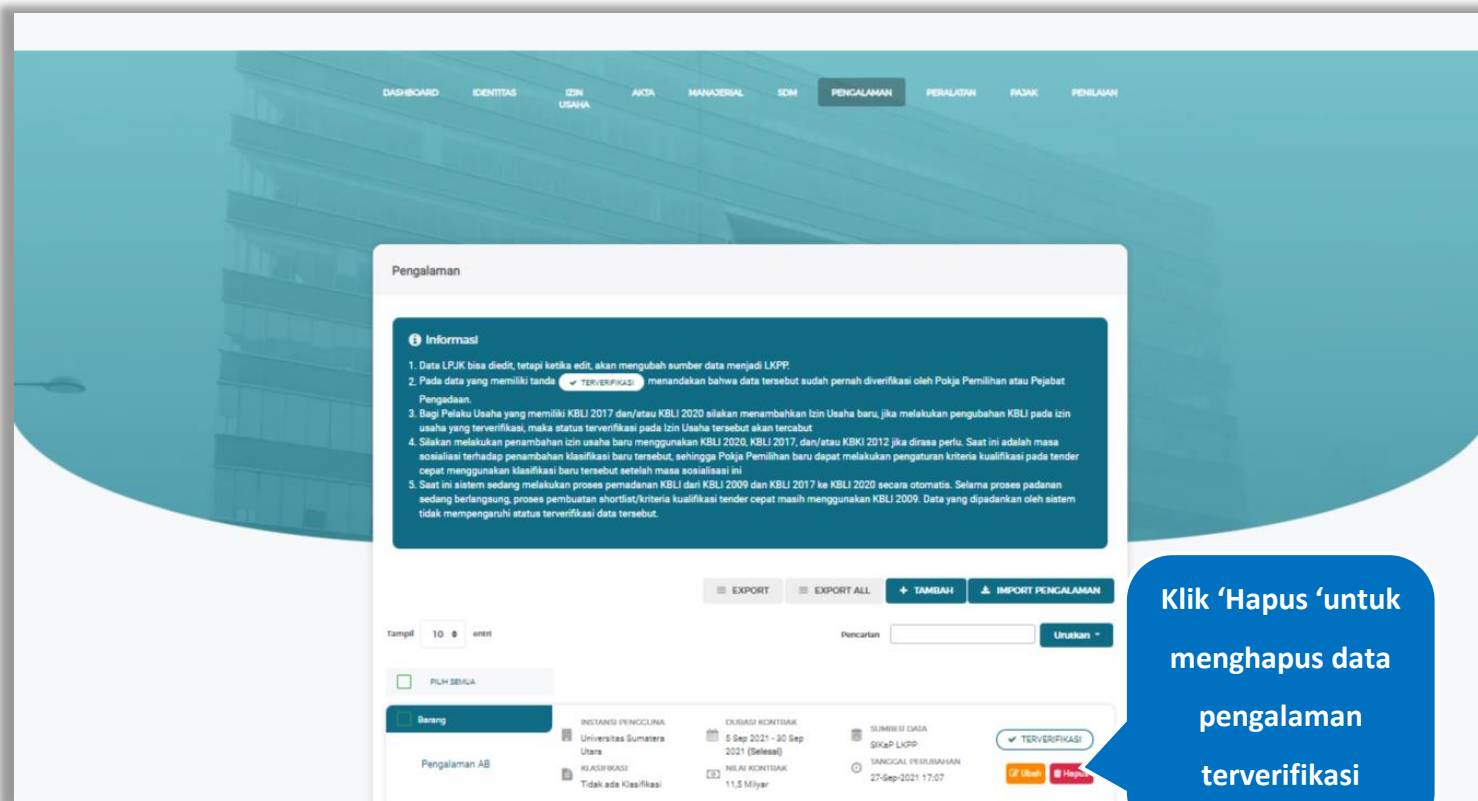 DASHBOARD IDENTITAS IZIN USAHA AKTA MANAJERIAL SDM PENGALAMAN PERALATAN PAJAK PENILAIAN
Pengalaman
Informasi
1. Data LPJK bisa diedit, tetapi ketika edit, akan mengubah sumber data menjadi LKPP.
2. Pada data yang memiliki tanda TERVERIFIKASI menandakan bahwa data tersebut sudah pernah diverifikasi oleh Pokja Pemilihan atau Pejabat
Pengadaan.
3. Bagi Pelaku Usaha yang memiliki KBLI 2017 dan/atau KBLI 2020 silakan menambahkan Izin Usaha baru, jika melakukan pengubahan KBLI pada izin
usaha yang terverifikasi, maka status terverifikasi pada Izin Usaha tersebut akan tercabut
4. Silakan melakukan penambahan izin usaha baru menggunakan KBLI 2020, KBLI 2017, dan/atau KBKI 2012 jika dirasa perlu. Saat ini adalah masa
sosialiasi terhadap penambahan klasifikasi baru tersebut, sehingga Pokja Pemilihan baru dapat melakukan pengaturan kriteria kualifikasi pada tender
cepat menggunakan klasifikasi baru tersebut setelah masa sosialisasi ini
5. Saat ini sistem sedang melakukan proses pemadanan KBLI dari KBLI 2009 dan KBLI 2017 ke KBLI 2020 secara otomatis. Selama proses padanan
sedang berlangsung, proses pembuatan shortlist/kriteria kualifikasi tender cepat masih menggunakan KBLI 2009. Data yang dipadankan oleh sistem
tidak mempengaruhi status terverifikasi data tersebut.
EXPORT EXPORT ALL + TAMBAH IMPORT PENGALAMAN
Tampil 10 entri Pencarian Urutkan
PILIH SEMUA
Barang
Pengalaman AB
INSTANSI PENGGUNA
Universitas Sumatera
Utara
KLASIFIKASI
Tidak ada Klasifikasi
DURASI KONTRAK
5 Sep 2021 - 30 Sep
2021 (Selesai)
NILAI KONTRAK
11,5 Milyar
SUMBER DATA
SIKaP LKPP
TANGGAL PERUBAHAN
27-Sep-2021 17:07
TERVERIFIKASI
Ubah Hapus
Klik ‘Hapus ‘untuk
menghapus data
pengalaman
terverifikasi